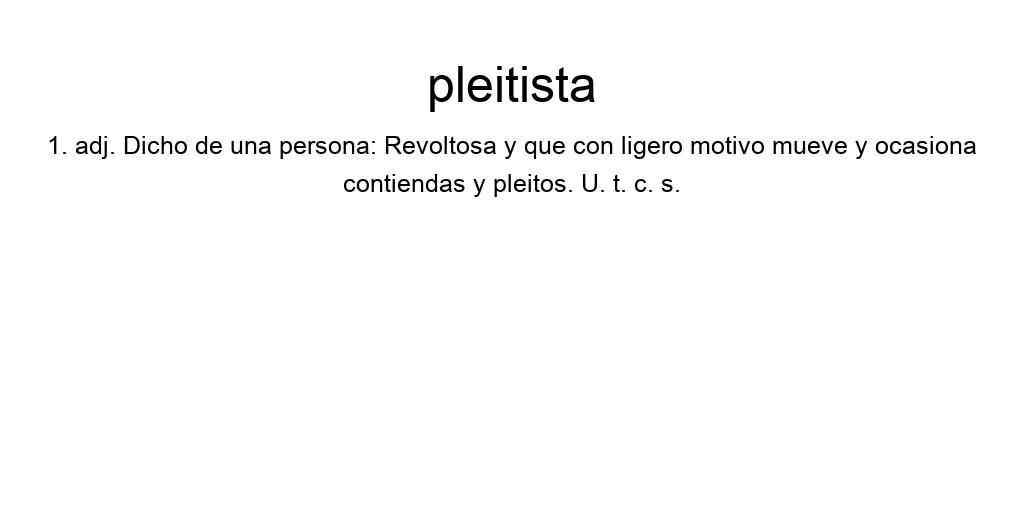 pleitista
1. adj. Dicho de una persona: Revoltosa y que con ligero motivo mueve y ocasiona
contiendas y pleitos. U. t. c. s.